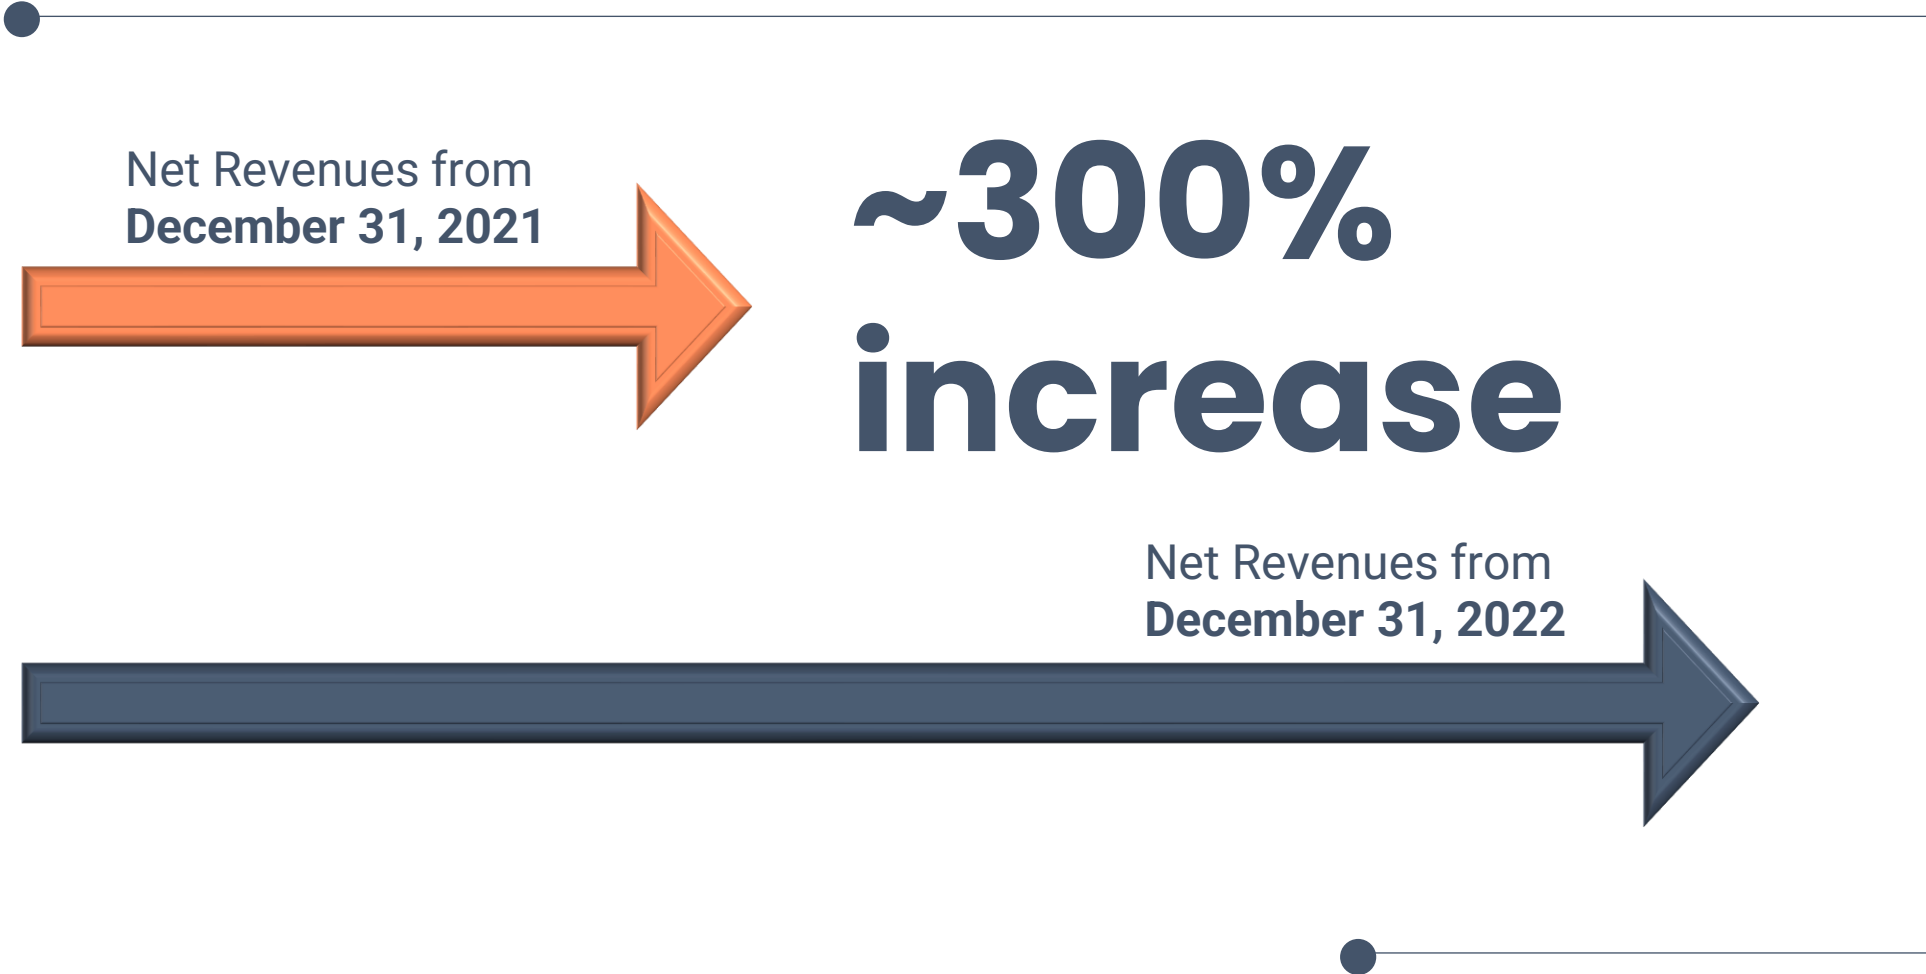 Net Revenues from
December 31, 2021
~300%
increase
Net Revenues from
December 31, 2022